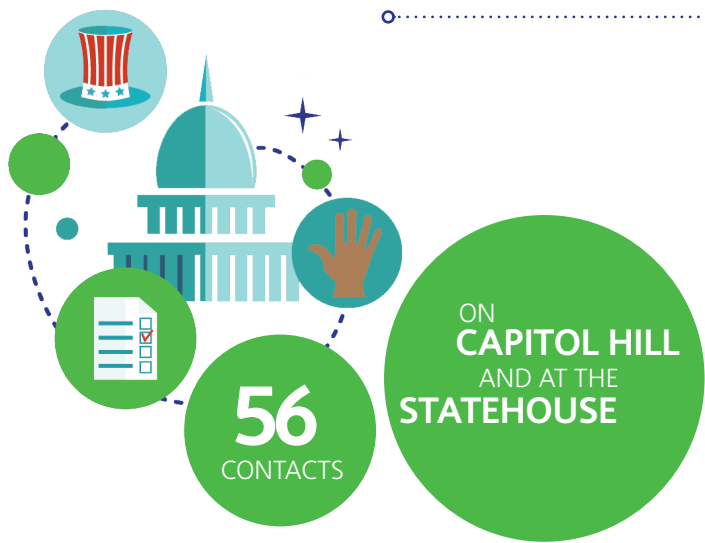 56
CONTACTS
ON
CAPITOL HILL
AND AT THE
STATEHOUSE